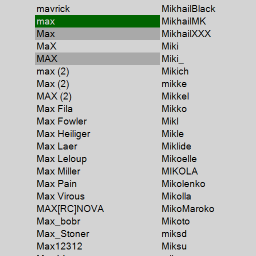 mavrick MikhailBlack
max MikhailMK
Max MikhailXXX
MaX Miki
MAX Miki_
max (2) Mikich
Max (2) mikke
MAX (2) Mikkel
Max Fila Mikko
Max Fowler Mikl
Max Heiliger Mikle
Max Laer Miklide
Max Leloup Mikoelle
Max Miller MIKOLA
Max Pain Mikolenko
Max Virous Mikolla
MAX[RC]NOVA MikoMaroko
Max_bobr Mikoto
Max_Stoner miksd
Max12312 Miksu